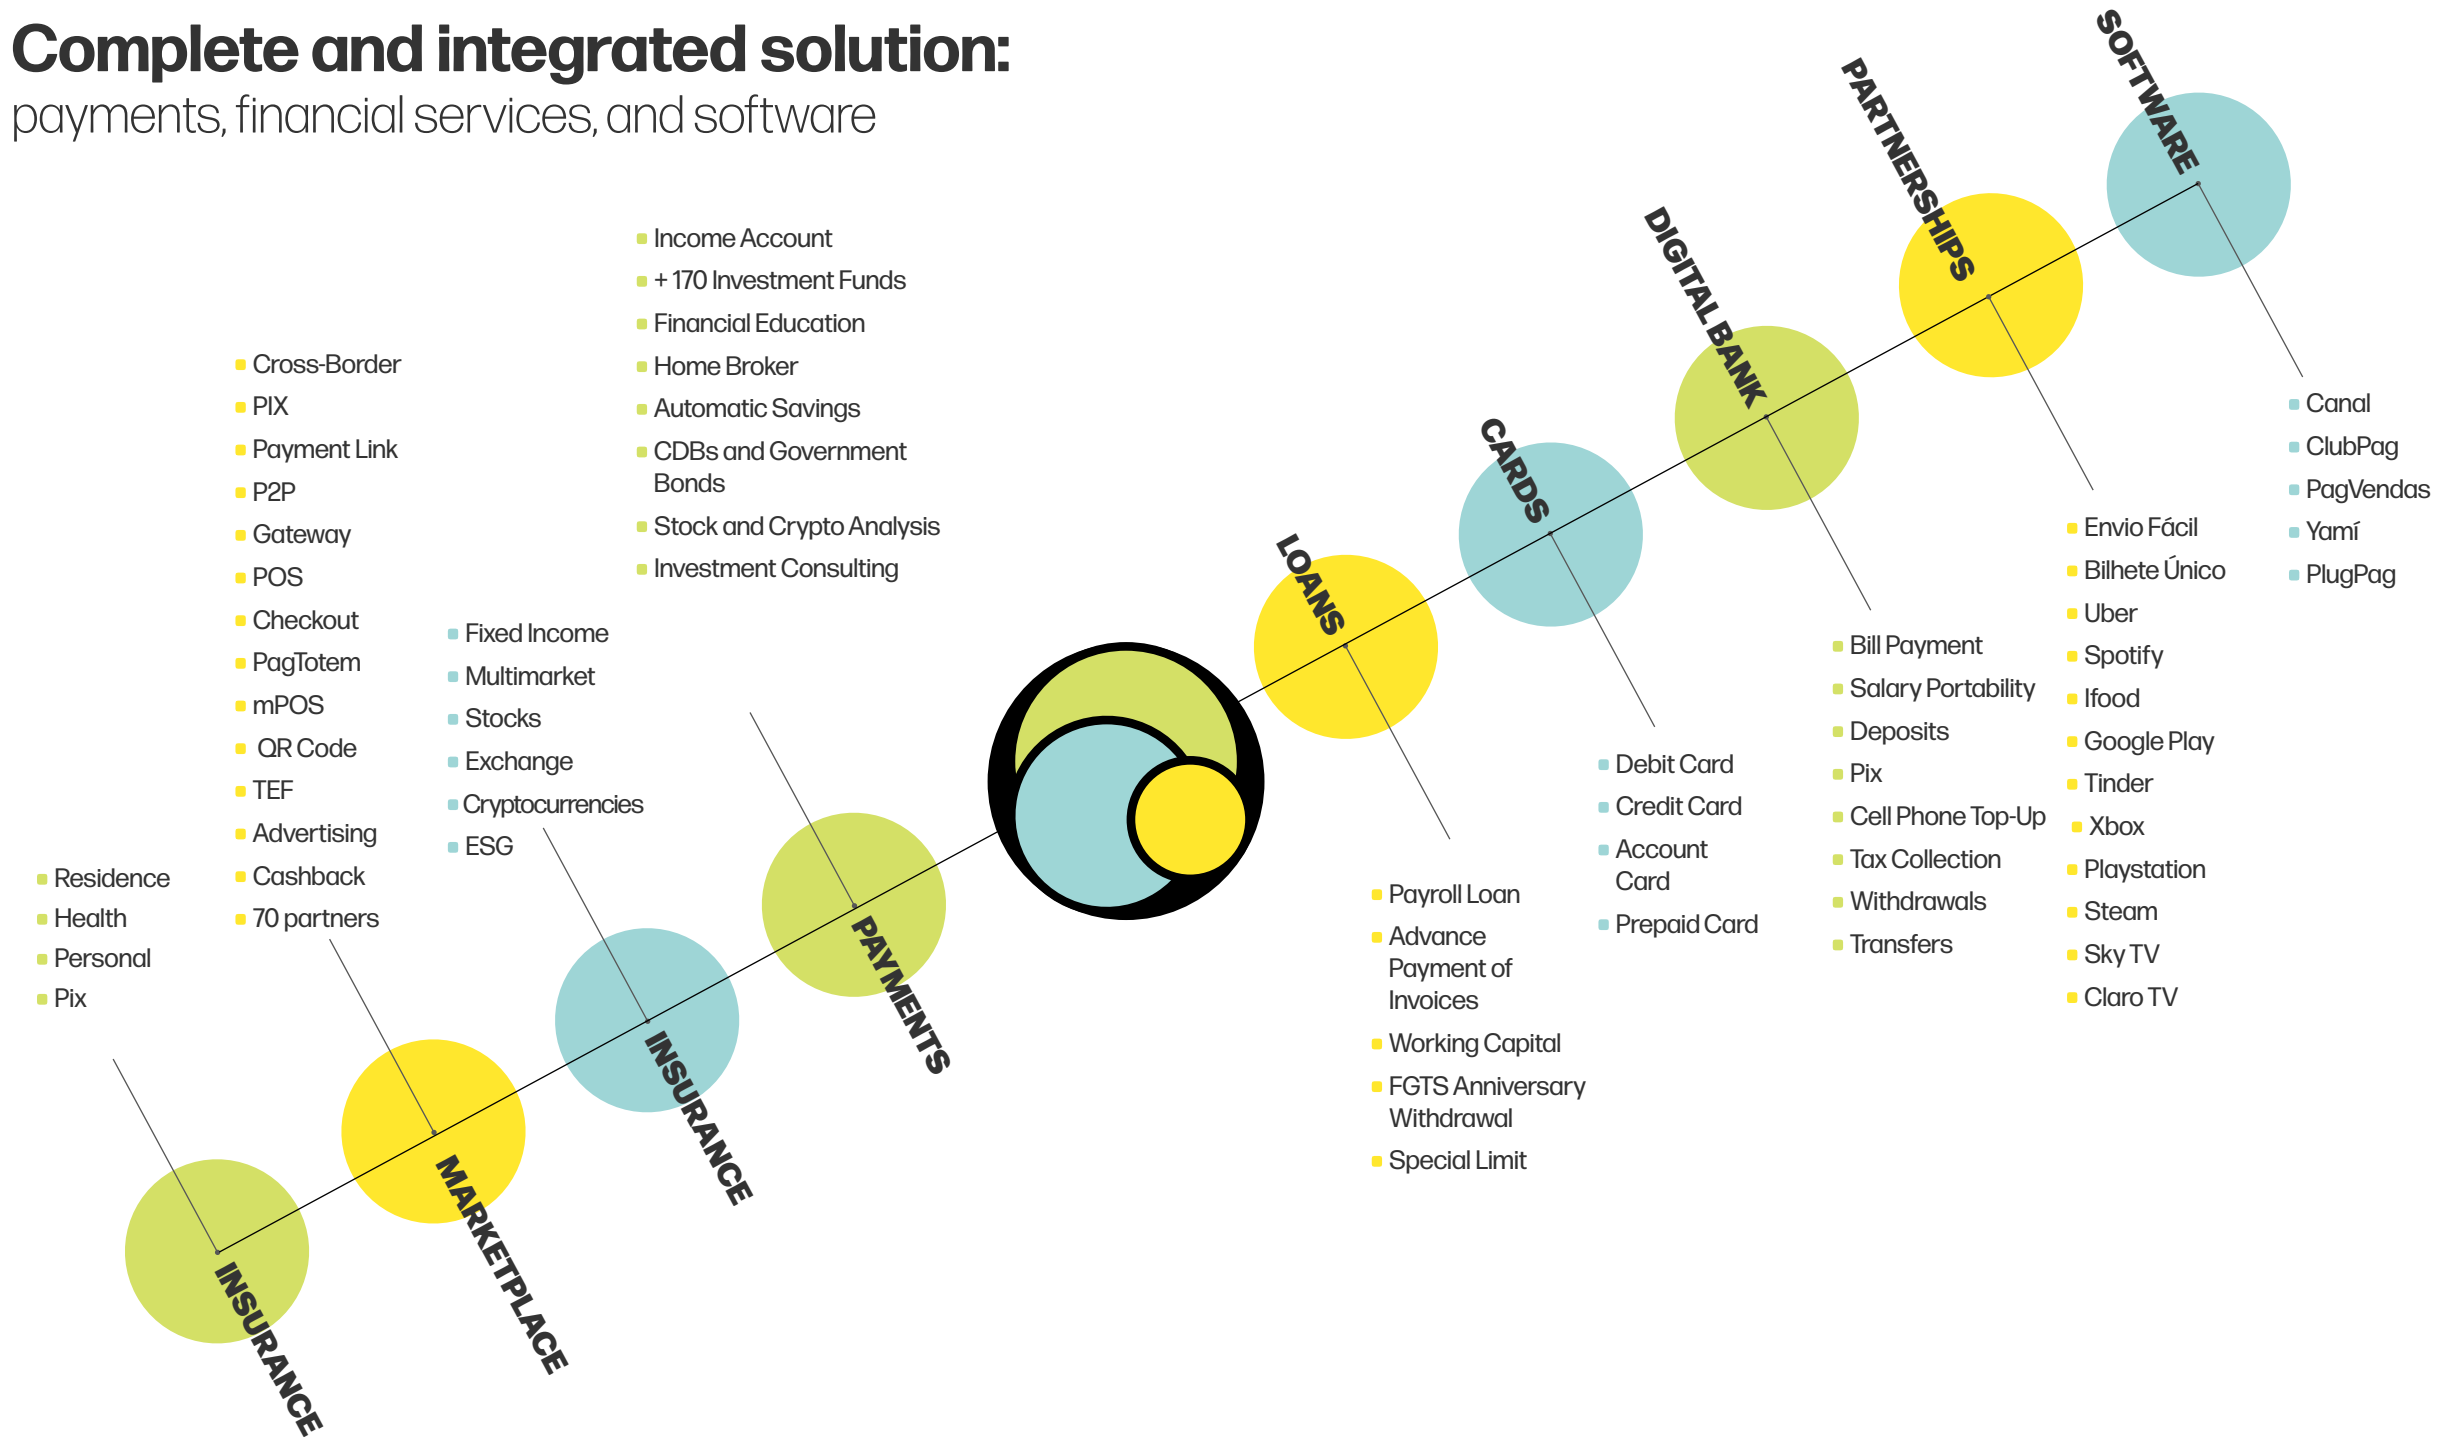 Complete and integrated solution:
payments, financial services, and software
Residence
Health
Personal
Pix
INSURANCE
Cross-Border
PIX
Payment Link
P2P
Gateway
POS
Checkout
PagTotem
mPOS
QR Code
TEF
Advertising
Cashback
70 partners
MARKETPLACE
Fixed Income
Multimarket
Stocks
Exchange
Cryptocurrencies
ESG
INSURANCE
Income Account
+ 170 Investment Funds
Financial Education
Home Broker
Automatic Savings
CDBs and Government
Bonds
Stock and Crypto Analysis
Investment Consulting
PAYMENTS
LOANS
Payroll Loan
Advance
Payment of
Invoices
Working Capital
FGTS Anniversary
Withdrawal
Special Limit
CARDS
Debit Card
Credit Card
Account
Card
Prepaid Card
DIGITAL BANK
Bill Payment
Salary Portability
Deposits
Pix
Cell Phone Top-Up
Tax Collection
Withdrawals
Transfers
PARTNERSHIPS
Envio Fácil
Bilhete Único
Uber
Spotify
Ifood
Google Play
Tinder
Xbox
Playstation
Steam
Sky TV
Claro TV
SOFTWARE
Canal
ClubPag
PagVendas
Yamí
PlugPag